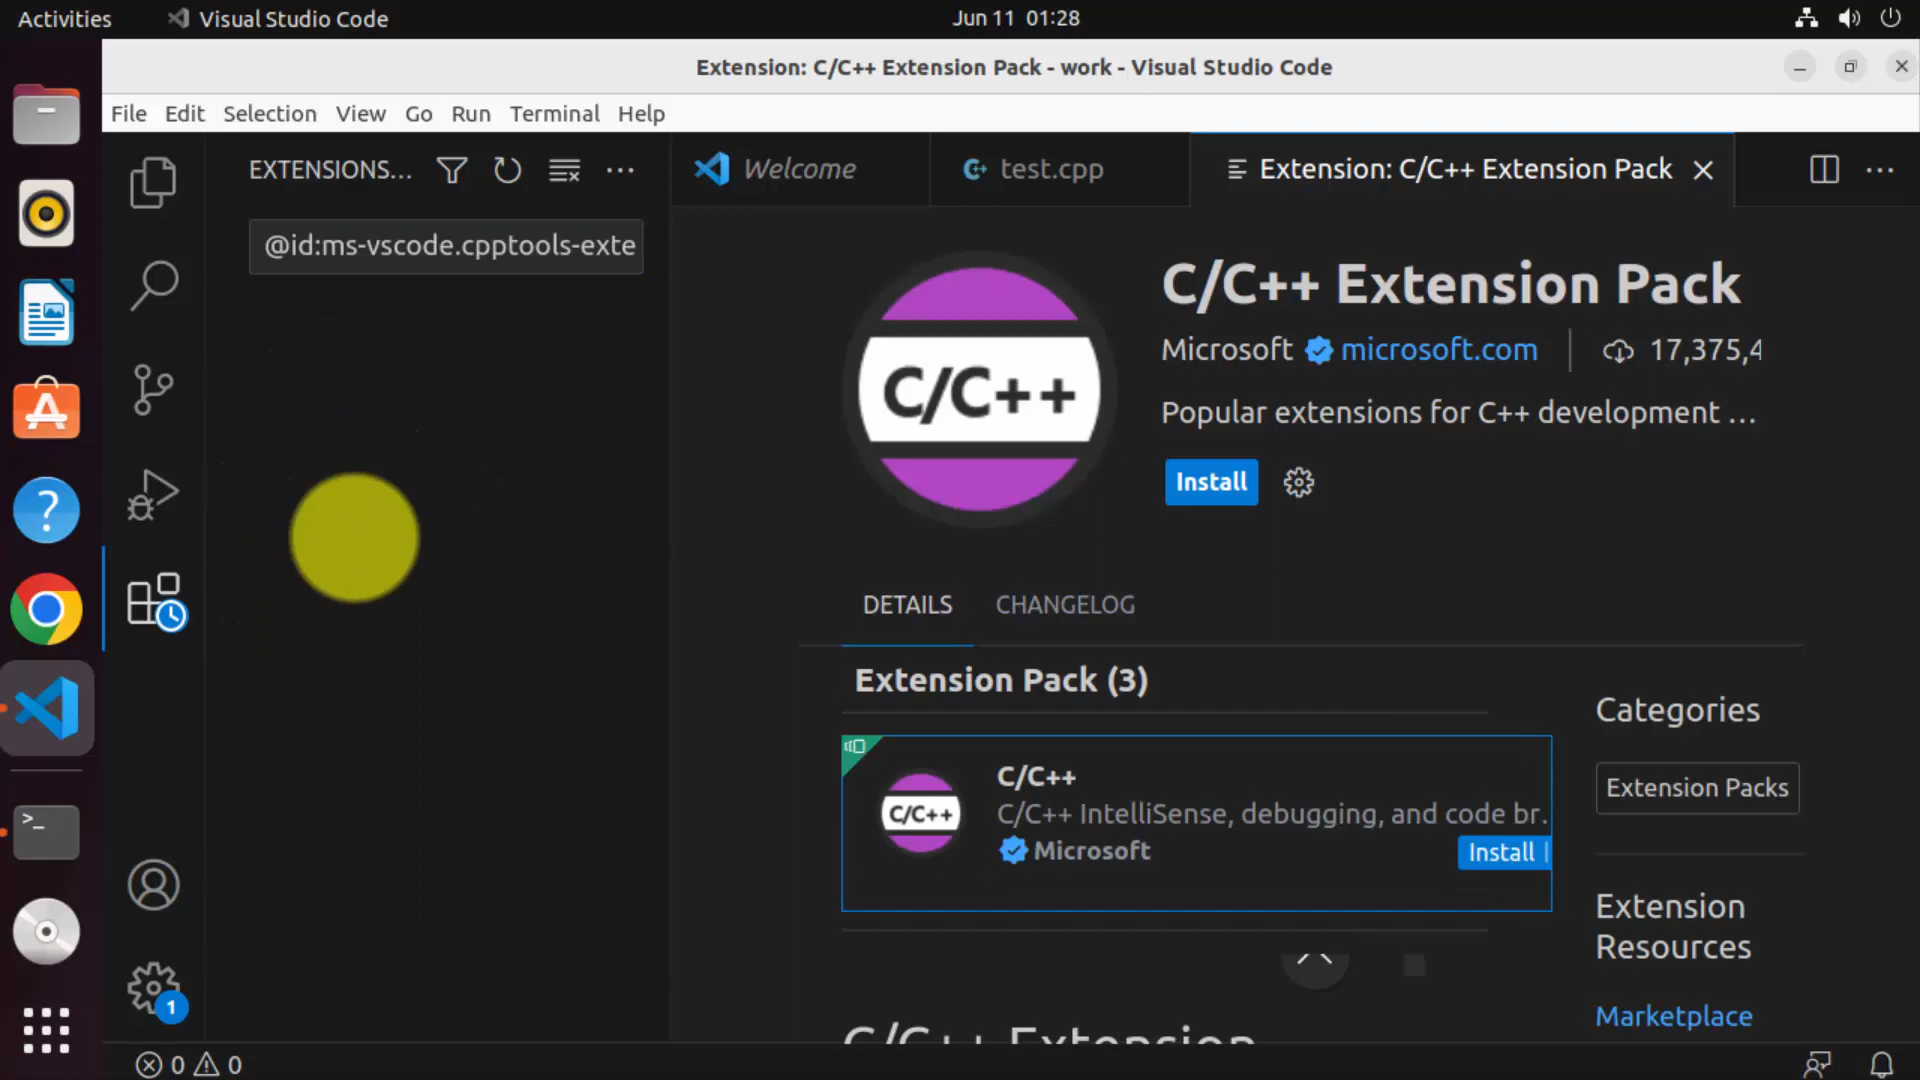 Activities
Visual Studio Code
Jun 11 01:28
Extension: C/C++ Extension Pack - work - Visual Studio Code
File Edit Selection View Go Run Terminal Help
EXTENSIONS...
Welcome
test.cpp
Extension: C/C++ Extension Pack
@id:ms-vscode.cpptools-exte
C/C++
C/C++ Extension Pack
Microsoft
microsoft.com
17,375,4
Popular extensions for C++ development ...
Install
DETAILS
CHANGELOG
Extension Pack (3)
C/C++
C/C++
C/C++ IntelliSense, debugging, and code br.
Microsoft
Install
C/C++ Extension
Categories
Extension Packs
Extension
Resources
Marketplace
1
0 0